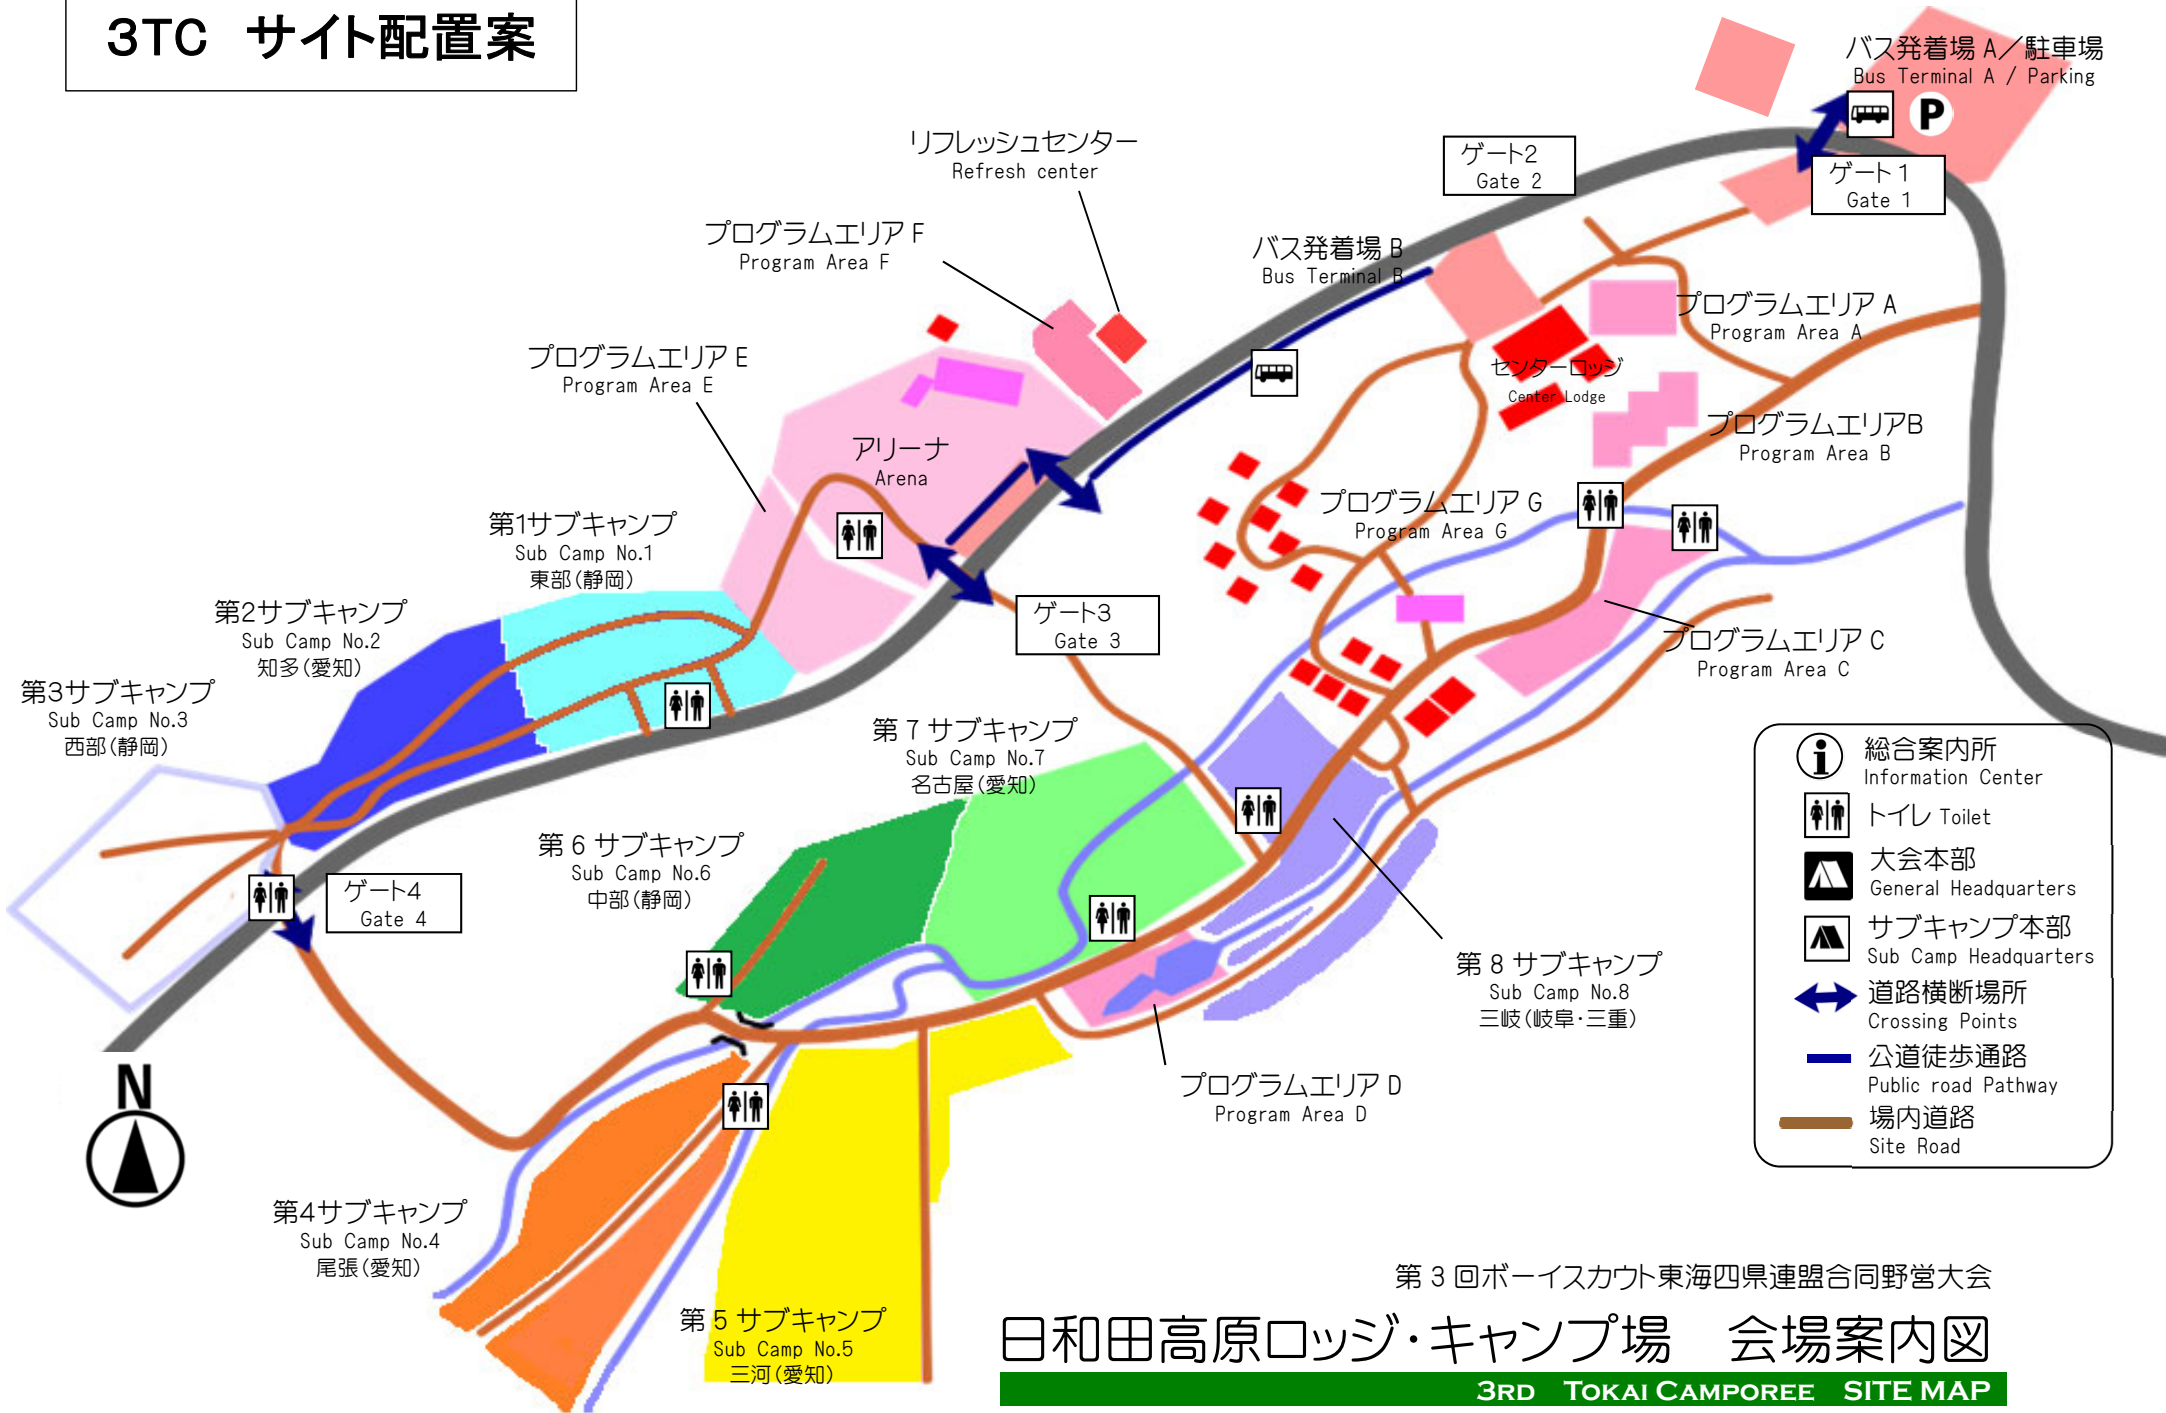 3TC　サイト配置案
バス発着場 A／駐車場
Bus Terminal A / Parking
P
ゲート1
Gate 1
ゲート2
Gate 2
リフレッシュセンター
Refresh center
プログラムエリア F
Program Area F
バス発着場 B
Bus Terminal B
プログラムエリア A
Program Area A
プログラムエリア E
Program Area E
センターロッジ
Center Lodge
プログラムエリアB
Program Area B
アリーナ
Arena
プログラムエリア G
Program Area G
第1サブキャンプ
Sub Camp No.1
東部(静岡)
第2サブキャンプ
Sub Camp No.2
知多(愛知)
ゲート3
Gate 3
プログラムエリア C
Program Area C
第3サブキャンプ
Sub Camp No.3
西部(静岡)
第 7 サブキャンプ
Sub Camp No.7
名古屋(愛知)
第 6 サブキャンプ
Sub Camp No.6
中部(静岡)
ゲート4
Gate 4
第 8 サブキャンプ
Sub Camp No.8
三岐(岐阜・三重)
プログラムエリア D
Program Area D
N
第4サブキャンプ
Sub Camp No.4
尾張(愛知)
第 5 サブキャンプ
Sub Camp No.5
三河(愛知)
i
総合案内所
Information Center
トイレ Toilet
大会本部
General Headquarters
サブキャンプ本部
Sub Camp Headquarters
道路横断場所
Crossing Points
公道徒歩通路
Public road Pathway
場内道路
Site Road
第 3 回ボーイスカウト東海四県連盟合同野営大会
日和田高原ロッジ・キャンプ場　会場案内図
3RD TOKAI CAMPOREE SITE MAP